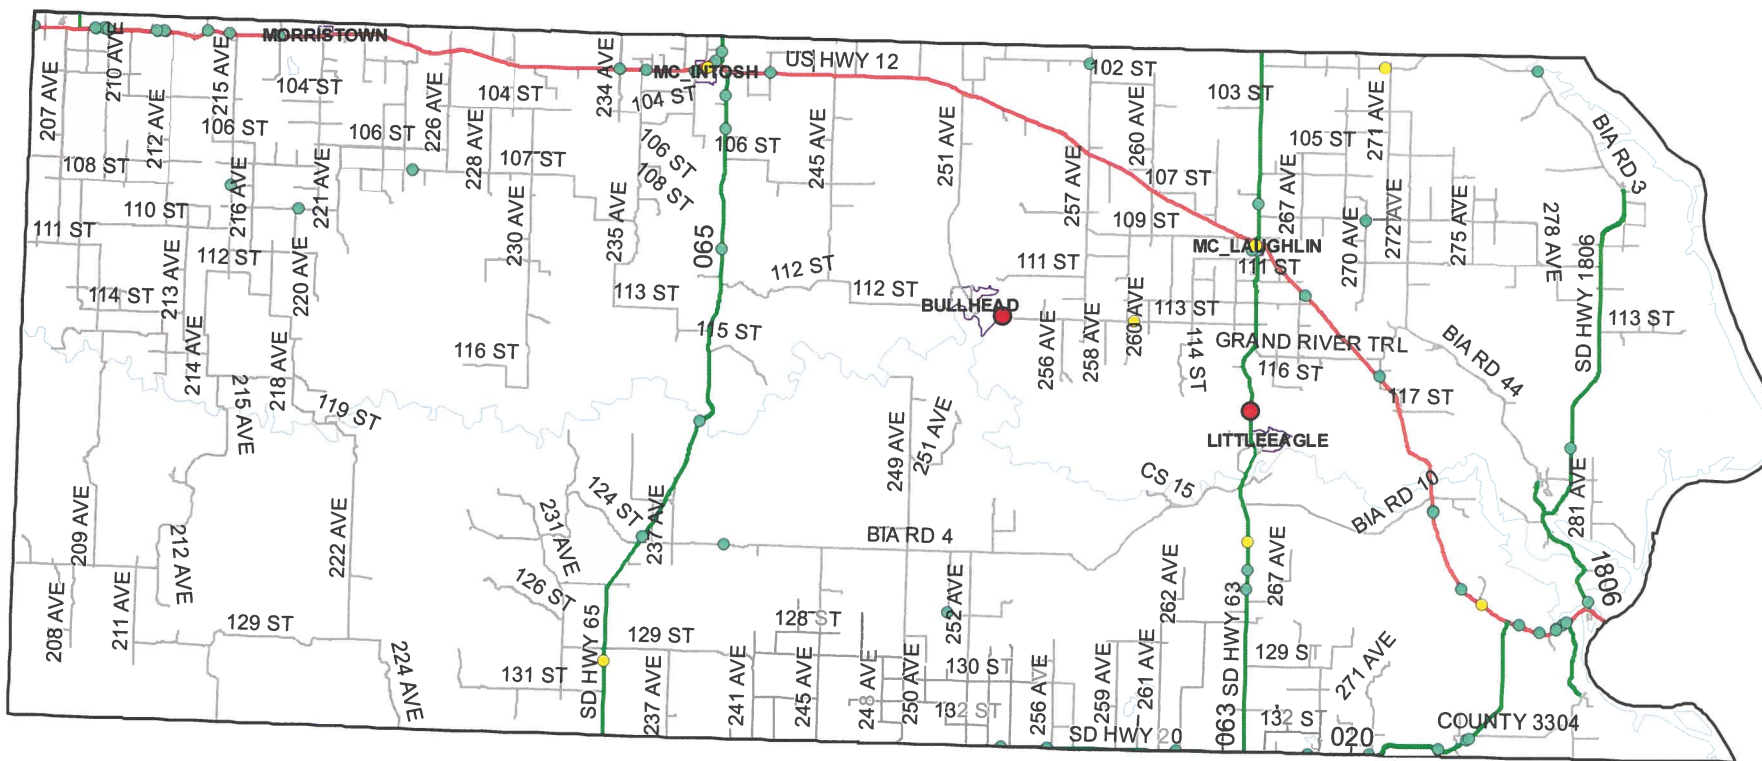 MORRISTOWN
210 AVE
215 AVE
207 AVE
212 AVE
104 ST
226 AVE
104 ST
234 AVE
MC_INTOSH
104 ST
US HWY 12
102 ST
103 ST
260 AVE
271 AVE
BIA RD 3
106 ST
106 ST
228 AVE
107 ST
106 ST
106 ST
245 AVE
251 AVE
257 AVE
107 ST
267 AVE
105 ST
108 ST
216 AVE
221 AVE
108 ST
110 ST
111 ST
230 AVE
235 AVE
065
109 ST
MC_LAUGHLIN
270 AVE
272 AVE
275 AVE
278 AVE
SD HWY 1806
213 AVE
112 ST
220 AVE
112 ST
112 ST
111 ST
111 ST
114 ST
113 ST
BULLHEAD
260 AVE
113 ST
113 ST
214 AVE
218 AVE
116 ST
115 ST
256 AVE
258 AVE
114 ST
GRAND RIVER TRL
116 ST
117 ST
BIA RD 44
215 AVE
119 ST
249 AVE
251 AVE
LITTLEEAGLE
CS 15
BIA RD 10
281 AVE
209 AVE
212 AVE
222 AVE
231 AVE
124 ST
237 AVE
BIA RD 4
1806
208 AVE
211 AVE
126 ST
252 AVE
262 AVE
267 AVE
129 ST
224 AVE
131 ST
SD HWY 65
129 ST
128 ST
237 AVE
241 AVE
245 AVE
248 AVE
250 AVE
130 ST
132 ST
256 AVE
259 AVE
261 AVE
SD HWY 63
063
129 ST
271 AVE
132 ST
SD HWY 20
020
COUNTY 3304